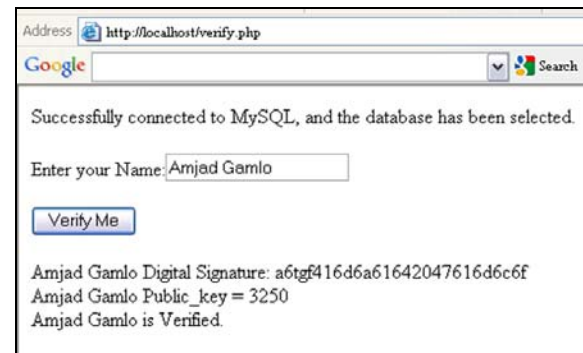 Address http://localhost/verify.php
Google Search
Successfully connected to MySQL, and the database has been selected.
Enter your Name: Amjad Gamlo
Verify Me
Amjad Gamlo Digital Signature: a6tgf416d6a61642047616d6c6f
Amjad Gamlo Public_key = 3250
Amjad Gamlo is Verified.